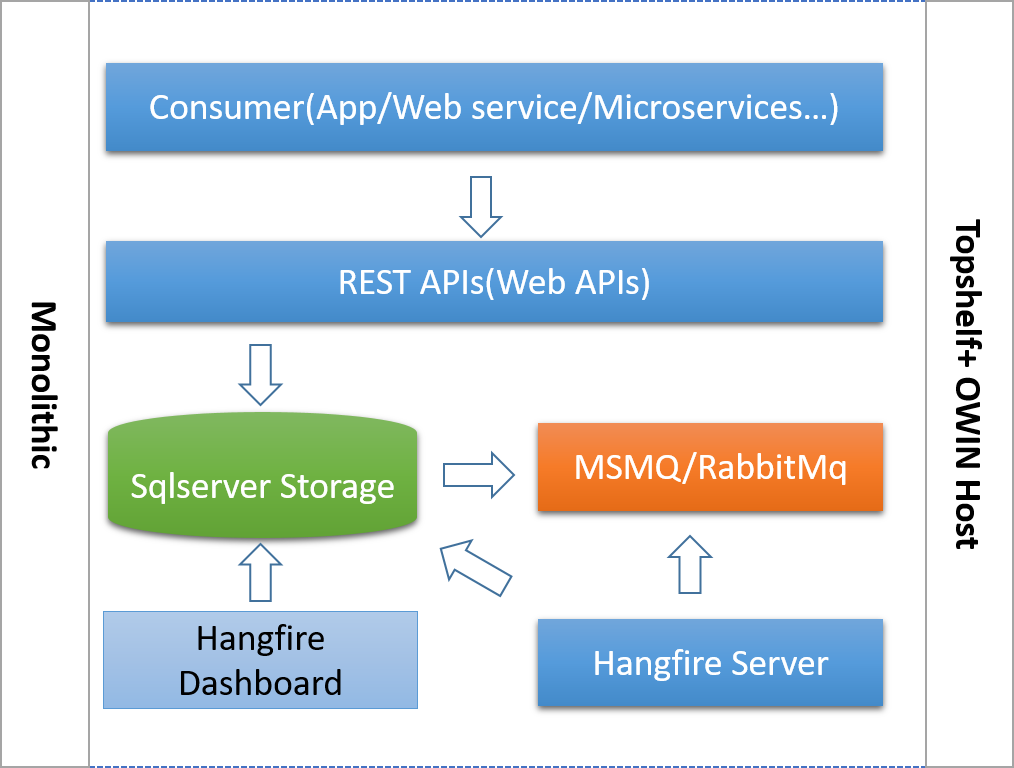 Consumer(App/Web service/Microservices...)
REST APIs(Web APIs)
Monolithic
Topshelf+ OWIN Host
Sqlserver Storage
MSMQ/RabbitMq
Hangfire
Dashboard
Hangfire Server